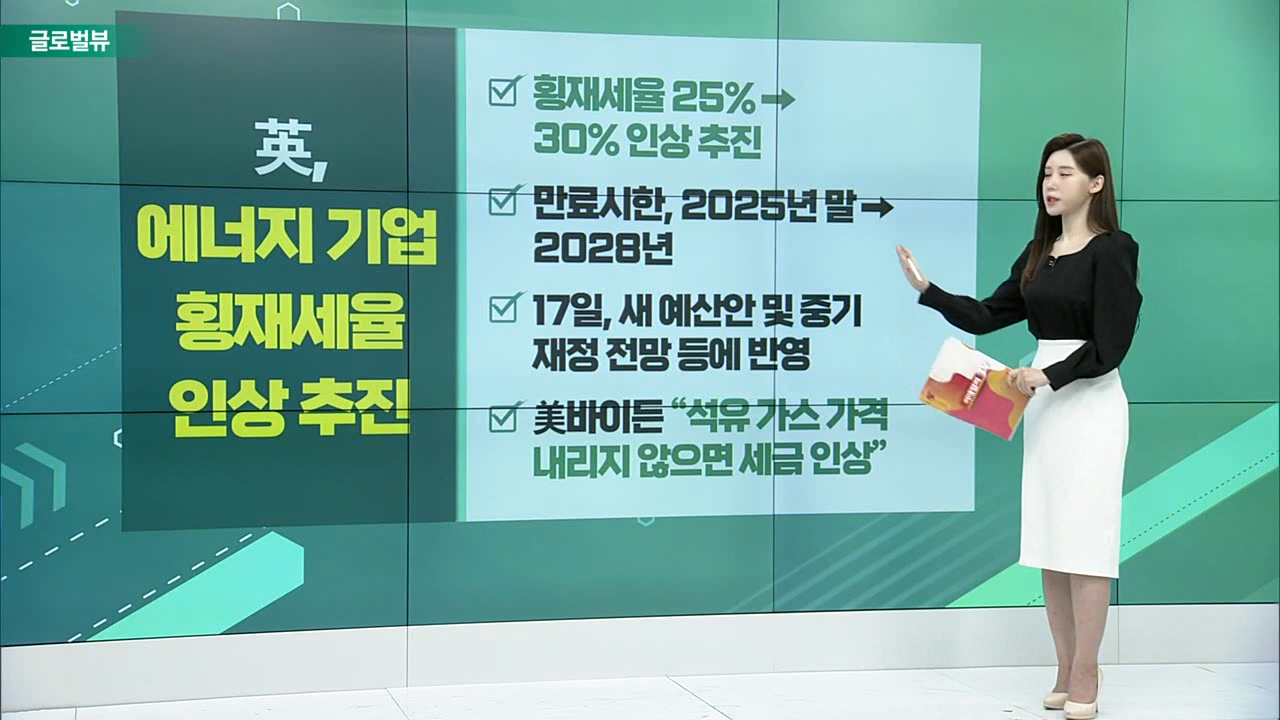 글로벌뷰
英,
에너지 기업
횡재세율
인상 추진
횡재세율 25%➞
30% 인상 추진
만료시한, 2025년 말➞
2028년
17일, 새 예산안 및 중기
재정 전망 등에 반영
美바이든 “석유 가스 가격
내리지 않으면 세금 인상”